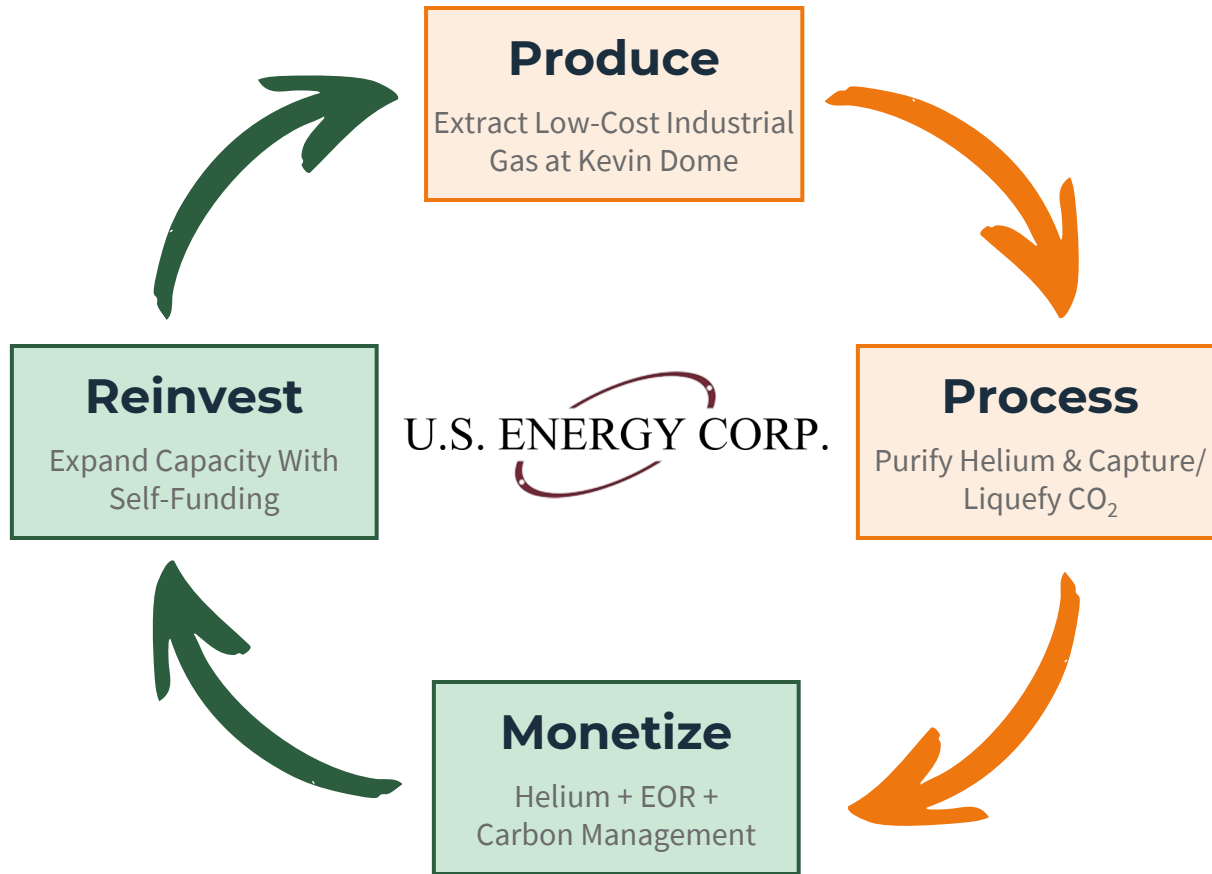 Produce
Extract Low-Cost Industrial
Gas at Kevin Dome
Reinvest
Expand Capacity With
Self-Funding
U.S. ENERGY CORP.
Process
Purify Helium & Capture/
Liquefy CO₂
Monetize
Helium + EOR +
Carbon Management